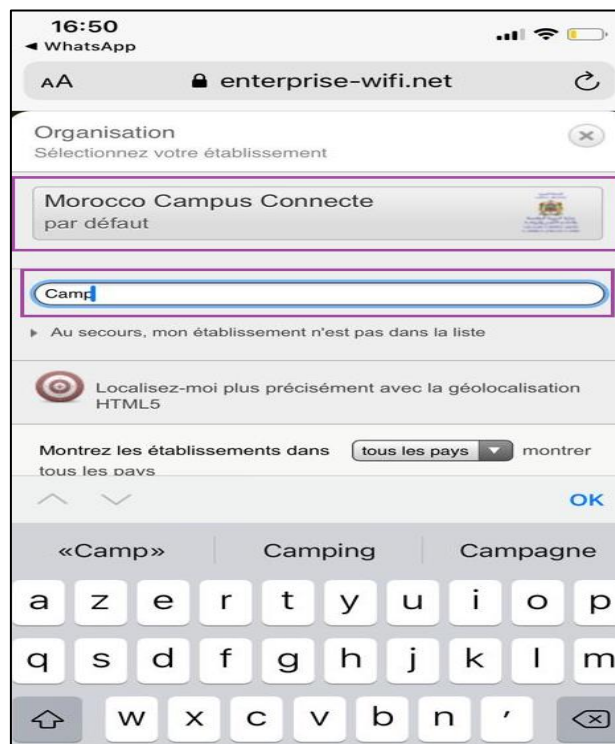 16:50
◀ WhatsApp
AA enterprise-wifi.net
Organisation
Sélectionnez votre établissement
Morocco Campus Connecte
par défaut
Camp
Au secours, mon établissement n'est pas dans la liste
Localisez-moi plus précisément avec la géolocalisation
HTML5
Montrez les établissements dans tous les pays montrer
tous les pays
OK
«Camp» Camping Campagne
a z e r t y u i o p
q s d f g h j k l m
w x c v b n ′